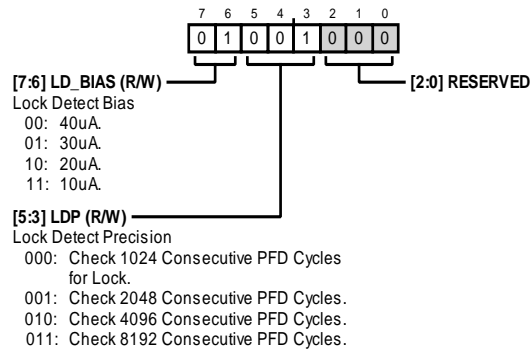 7 6 5 4 3 2 1 0
0 1 0 0 1 0 0 0
[7:6] LD_BIAS (R/W) [2:0] RESERVED
Lock Detect Bias
00: 40uA.
01: 30uA.
10: 20uA.
11: 10uA.
[5:3] LDP (R/W)
Lock Detect Precision
000: Check 1024 Consecutive PFD Cycles
for Lock.
001: Check 2048 Consecutive PFD Cycles.
010: Check 4096 Consecutive PFD Cycles.
011: Check 8192 Consecutive PFD Cycles.